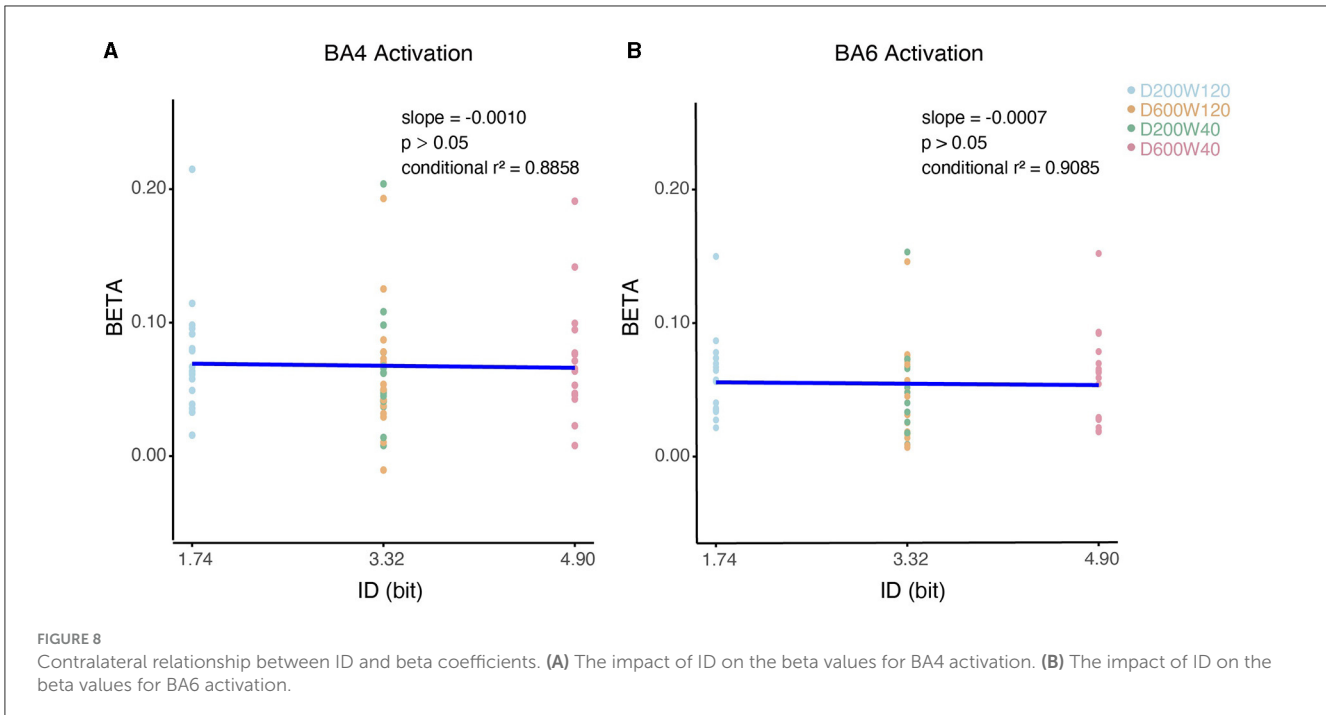 A
BA4 Activation
slope = -0.0010
p > 0.05
conditional r² = 0.8858
0.20
0.10
0.00
BETA
1.74
3.32
4.90
ID (bit)
B
BA6 Activation
slope = -0.0007
p > 0.05
conditional r² = 0.9085
0.20
0.10
0.00
BETA
1.74
3.32
4.90
ID (bit)
D200W120
D600W120
D200W40
D600W40
FIGURE 8
Contralateral relationship between ID and beta coefficients. (A) The impact of ID on the beta values for BA4 activation. (B) The impact of ID on the
beta values for BA6 activation.